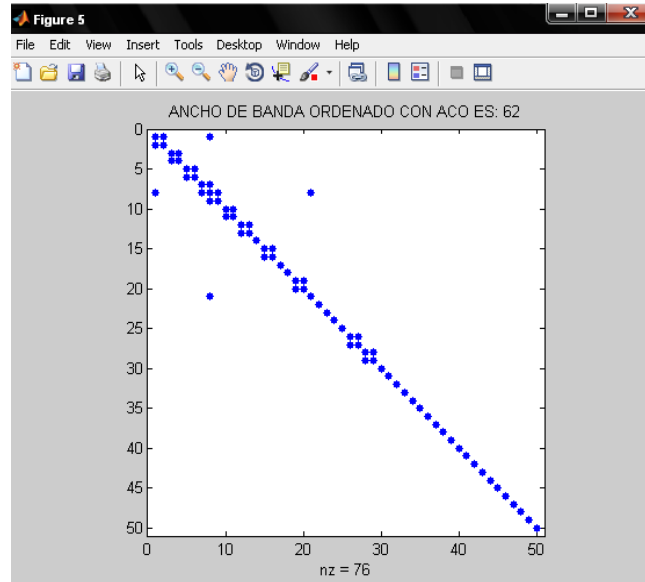 Figure 5
File Edit View Insert Tools Desktop Window Help
ANCHO DE BANDA ORDENADO CON ACO ES: 62
0
5
10
15
20
25
30
35
40
45
50
0 10 20 30 40 50
nz = 76